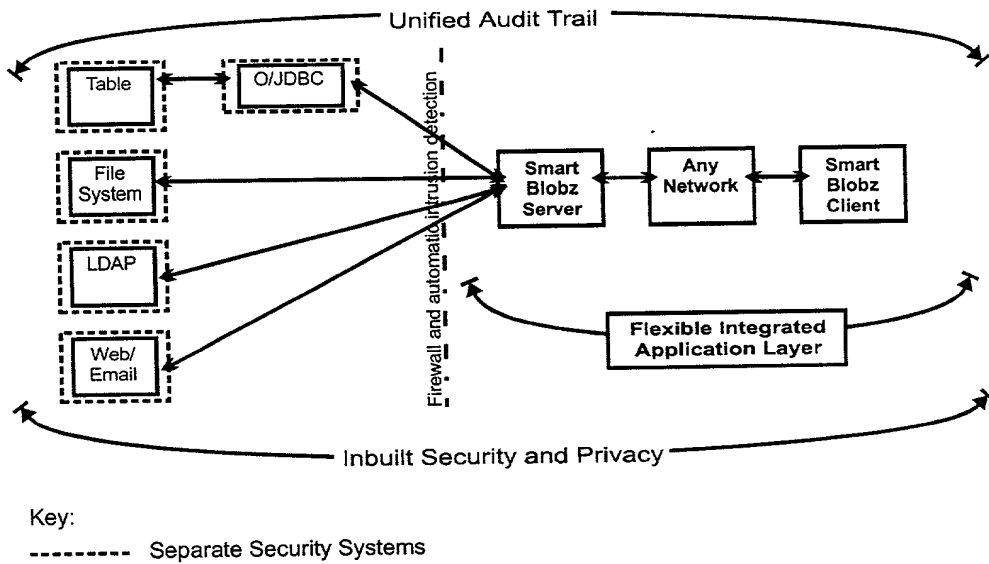 Unified Audit Trail
Table
O/JDBC
File
System
LDAP
Web/
Email
Firewall and automatic intrusion detection
Smart
Blobz
Server
Any
Network
Smart
Blobz
Client
Flexible Integrated
Application Layer
Inbuilt Security and Privacy
Key:
Separate Security Systems